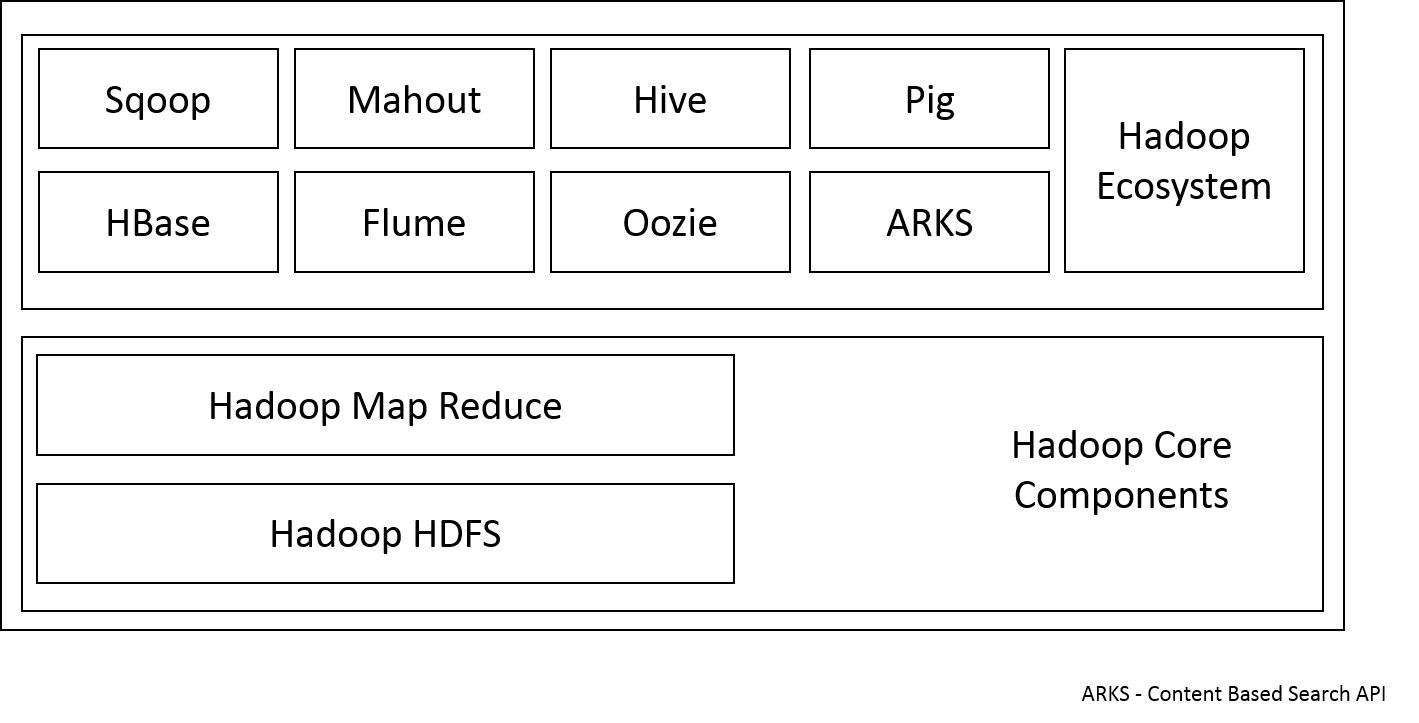 Sqoop
Mahout
Hive
Pig
Hadoop
Ecosystem
HBase
Flume
Oozie
ARKS
Hadoop Map Reduce
Hadoop HDFS
Hadoop Core
Components
ARKS - Content Based Search API